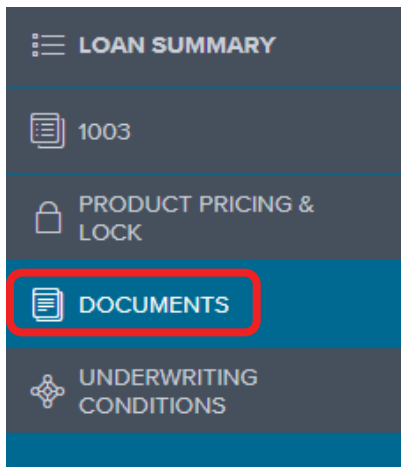 LOAN SUMMARY
1003
PRODUCT PRICING &
LOCK
DOCUMENTS
UNDERWRITING
CONDITIONS